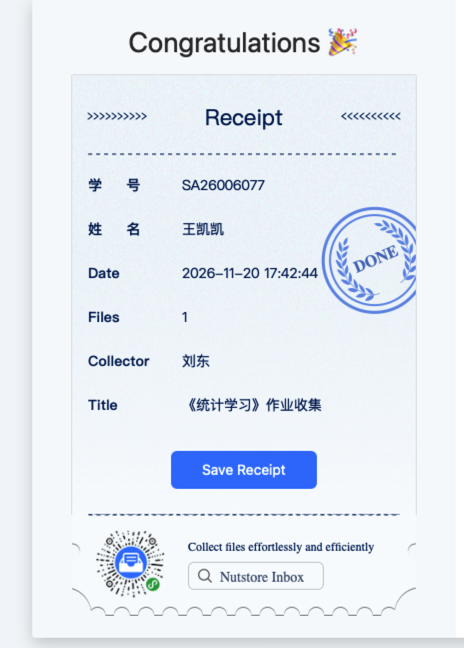 Congratulations 🎉
>>>>>>>>>> Receipt <<<<<<<<<<
学 号 SA26006077
姓 名 王凯凯
Date 2026-11-20 17:42:44
DONE
Files 1
Collector 刘东
Title 《统计学习》作业收集
Save Receipt
Collect files effortlessly and efficiently
Nutstore Inbox